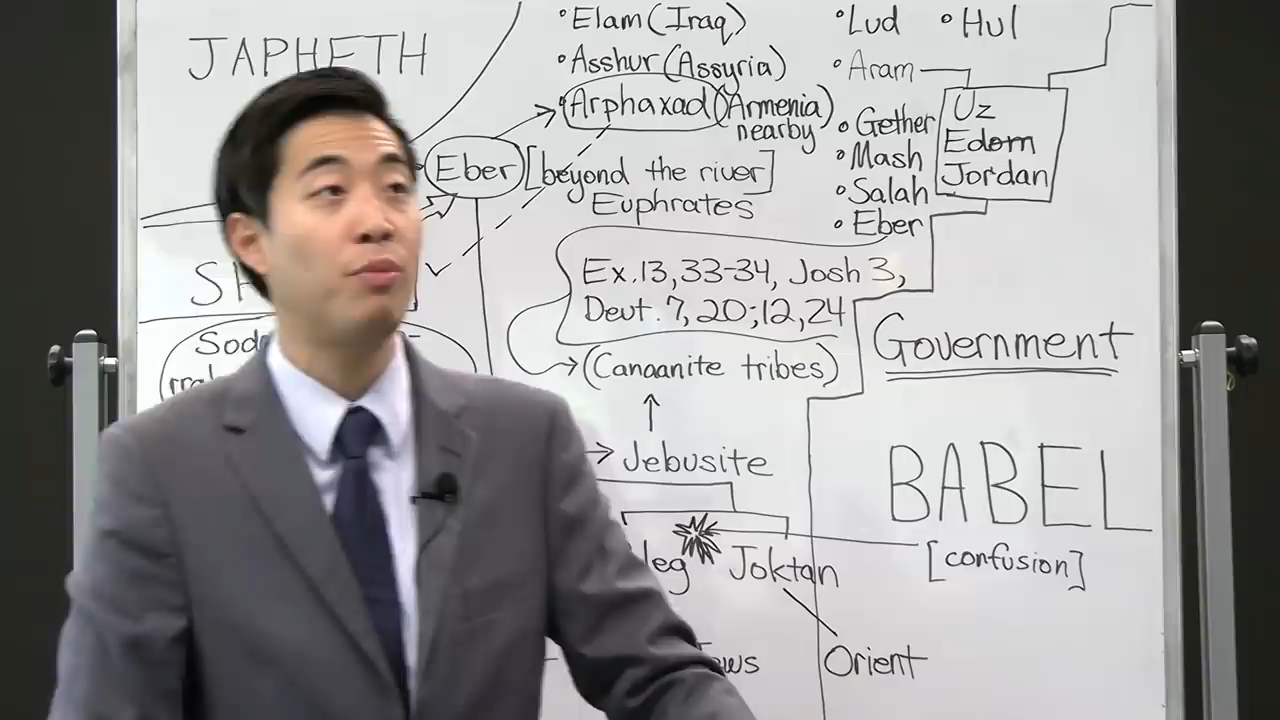 JAPHETH
• Elam (Iraq)
• Asshur (Assyria)
• Arphaxad (Armenia)
nearby
• Lud • Hul
• Aram
• Gether
• Mash
• Salah
• Eber
Uz
Edom
Jordan
Eber [beyond the river]
Euphrates
Ex. 13, 33-34, Josh 3,
Deut. 7, 20; 12, 24
(Canaanite tribes)
Jebusite
Joktan
Orient
Government
BABEL
[confusion]